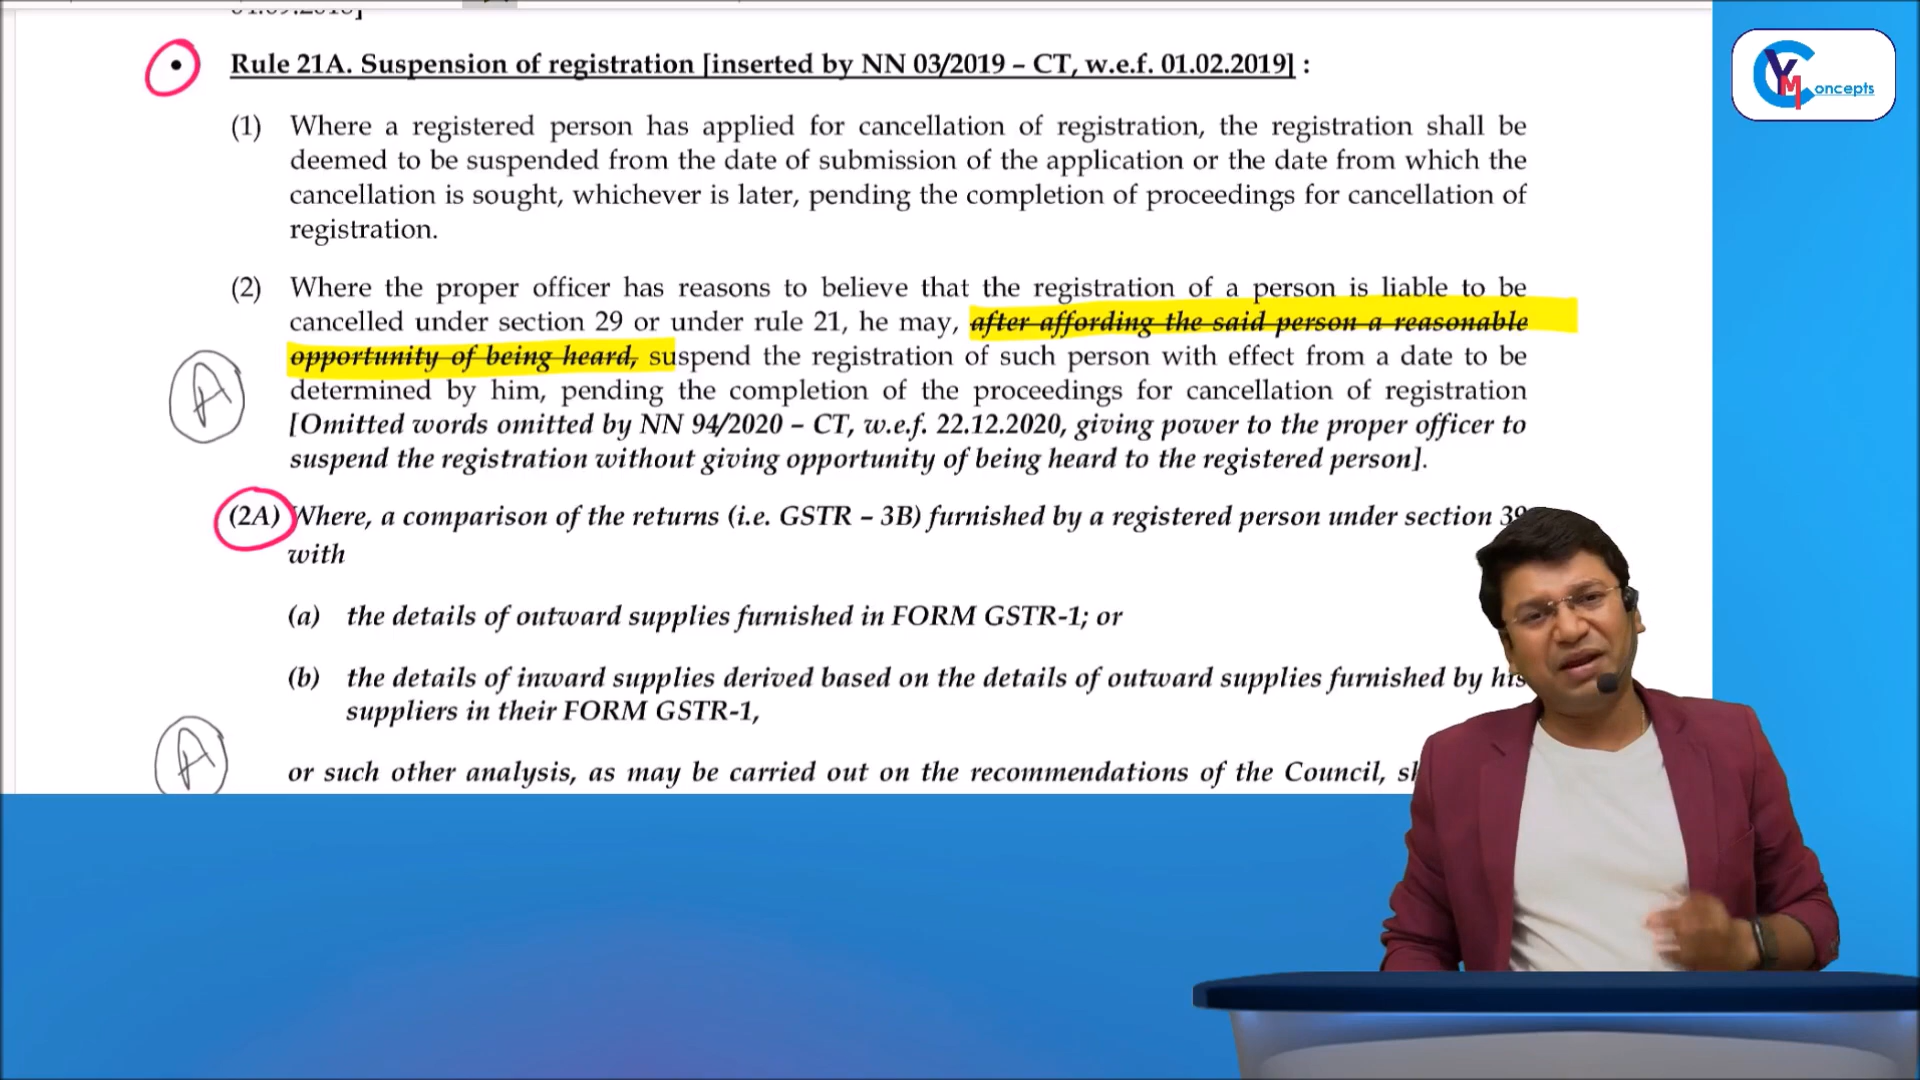 Rule 21A. Suspension of registration [inserted by NN 03/2019 – CT, w.e.f. 01.02.2019] :
(1) Where a registered person has applied for cancellation of registration, the registration shall be
deemed to be suspended from the date of submission of the application or the date from which the
cancellation is sought, whichever is later, pending the completion of proceedings for cancellation of
registration.
(2) Where the proper officer has reasons to believe that the registration of a person is liable to be
cancelled under section 29 or under rule 21, he may, after affording the said person a reasonable
opportunity of being heard, suspend the registration of such person with effect from a date to be
determined by him, pending the completion of the proceedings for cancellation of registration
[Omitted words omitted by NN 94/2020 – CT, w.e.f. 22.12.2020, giving power to the proper officer to
suspend the registration without giving opportunity of being heard to the registered person].
A
(2A) Where, a comparison of the returns (i.e. GSTR – 3B) furnished by a registered person under section 39
with
(a) the details of outward supplies furnished in FORM GSTR-1; or
(b) the details of inward supplies derived based on the details of outward supplies furnished by his
suppliers in their FORM GSTR-1,
A
or such other analysis, as may be carried out on the recommendations of the Council,
YMConcepts